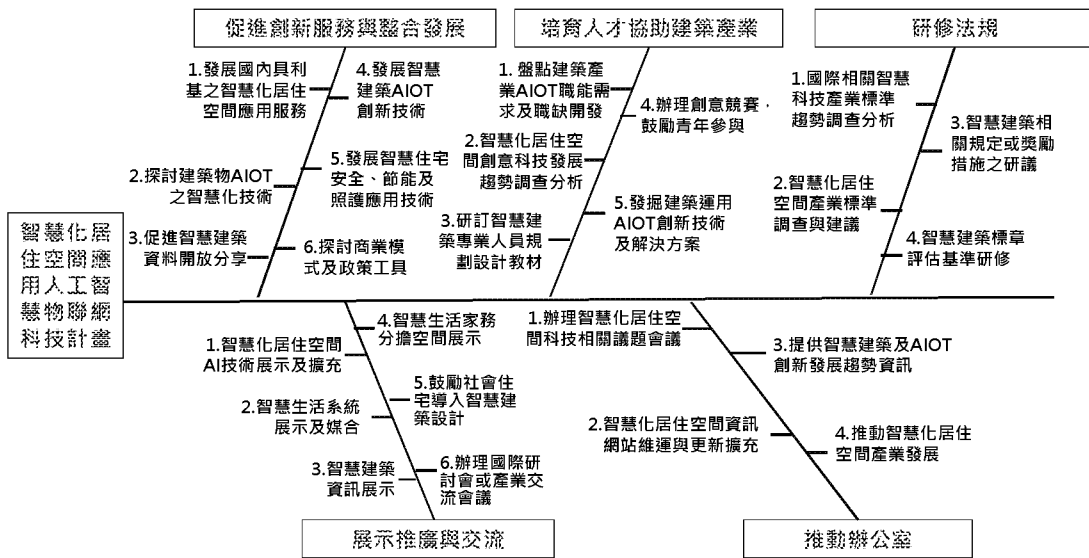 促進創新服務與整合發展
1.發展國內具利
基之智慧化居住
空間應用服務
2.探討建築物AIOT
之智慧化技術
3.促進智慧建築
資料開放分享
4.發展智慧
建築AIOT
創新技術
5.發展智慧住宅
安全、節能及
照護應用技術
6.探討商業模
式及政策工具
培育人才協助建築產業
1. 盤點建築產
業AIOT職能需
求及職缺開發
2.智慧化居住空
間創意科技發展
趨勢調查分析
3.研訂智慧建
築專業人員規
劃設計教材
4.辦理創意競賽，
鼓勵青年參與
5.發掘建築運用
AIOT創新技術
及解決方案
研修法規
1.國際相關智慧
科技產業標準
趨勢調查分析
2.智慧化居住
空間產業標準
調查與建議
3.智慧建築相
關規定或獎勵
措施之研議
4.智慧建築標章
評估基準研修
智慧化居
住空間應
用人工智
慧物聯網
科技計畫
1.智慧化居住空間
AI技術展示及擴充
2.智慧生活系統
展示及媒合
3.智慧建築
資訊展示
4.智慧生活家務
分擔空間展示
5.鼓勵社會住
宅導入智慧建
築設計
6.辦理國際研
討會或產業交
流會議
展示推廣與交流
1.辦理智慧化居住空
間科技相關議題會議
2.智慧化居住空間資訊
網站維運與更新擴充
3.提供智慧建築及AIOT
創新發展趨勢資訊
4.推動智慧化居住
空間產業發展
推動辦公室